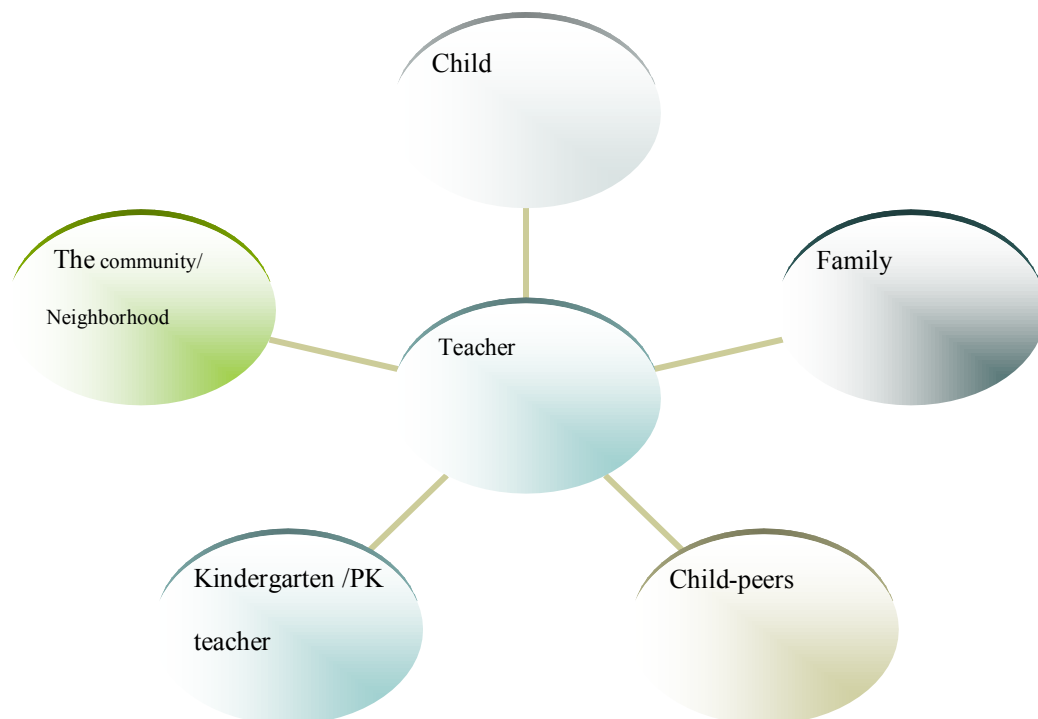 Child
The community/
Neighborhood
Family
Teacher
Kindergarten /PK
teacher
Child-peers